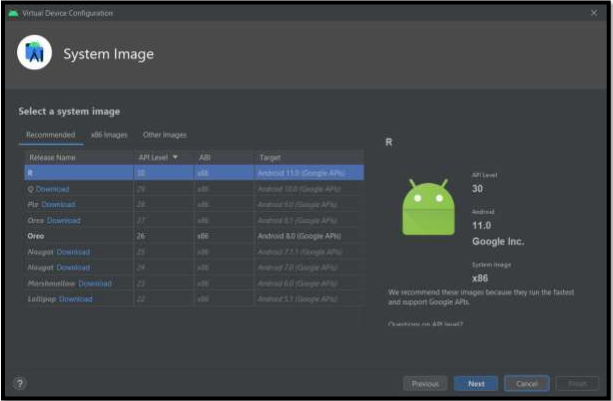 Virtual Device Configuration
System Image
Select a system image
Recommended x86 Images Other Images
Release Name API Level ▼ ABI Target
R 30 x86 Android 11.0 (Google APIs)
Q Download 29 x86 Android 10.0 (Google APIs)
Pie Download 28 x86 Android 9.0 (Google APIs)
Oreo Download 27 x86 Android 8.1 (Google APIs)
Oreo 26 x86 Android 8.0 (Google APIs)
Nougat Download 25 x86 Android 7.1.1 (Google APIs)
Nougat Download 24 x86 Android 7.0 (Google APIs)
Marshmallow Download 23 x86 Android 6.0 (Google APIs)
Lollipop Download 22 x86 Android 5.1 (Google APIs)
R
API Level
30
Android
11.0
Google Inc.
System Image
x86
We recommend these images because they run the fastest
and support Google APIs.
Questions on API level?
? Previous Next Cancel Finish